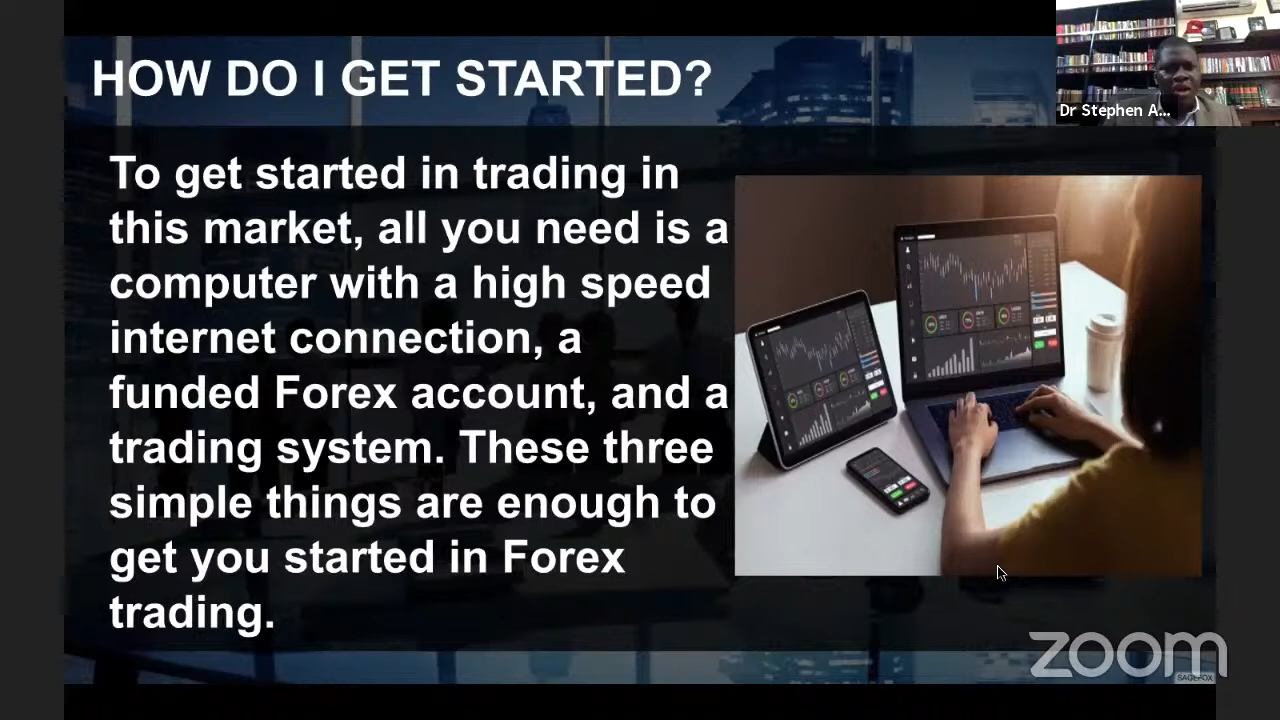 HOW DO I GET STARTED?
Dr Stephen A...
To get started in trading in
this market, all you need is a
computer with a high speed
internet connection, a
funded Forex account, and a
trading system. These three
simple things are enough to
get you started in Forex
trading.
zoom
SAGEFOX